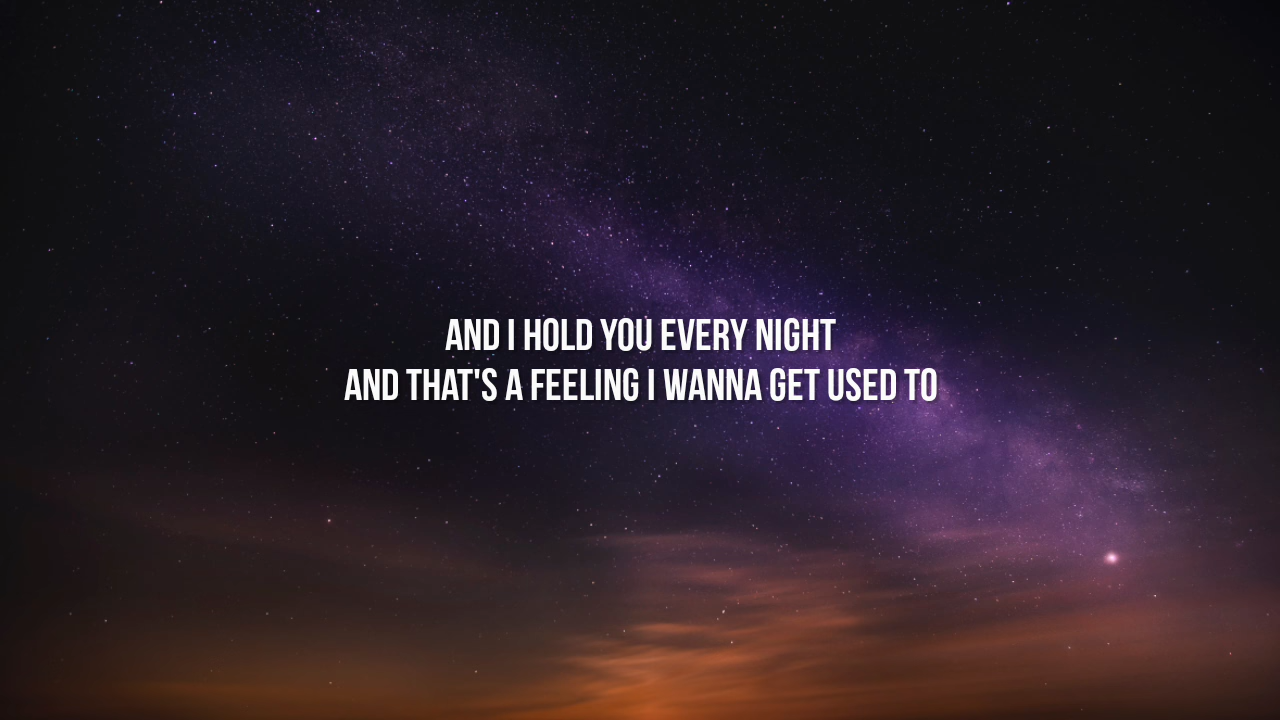 AND I HOLD YOU EVERY NIGHT
AND THAT'S A FEELING I WANNA GET USED TO